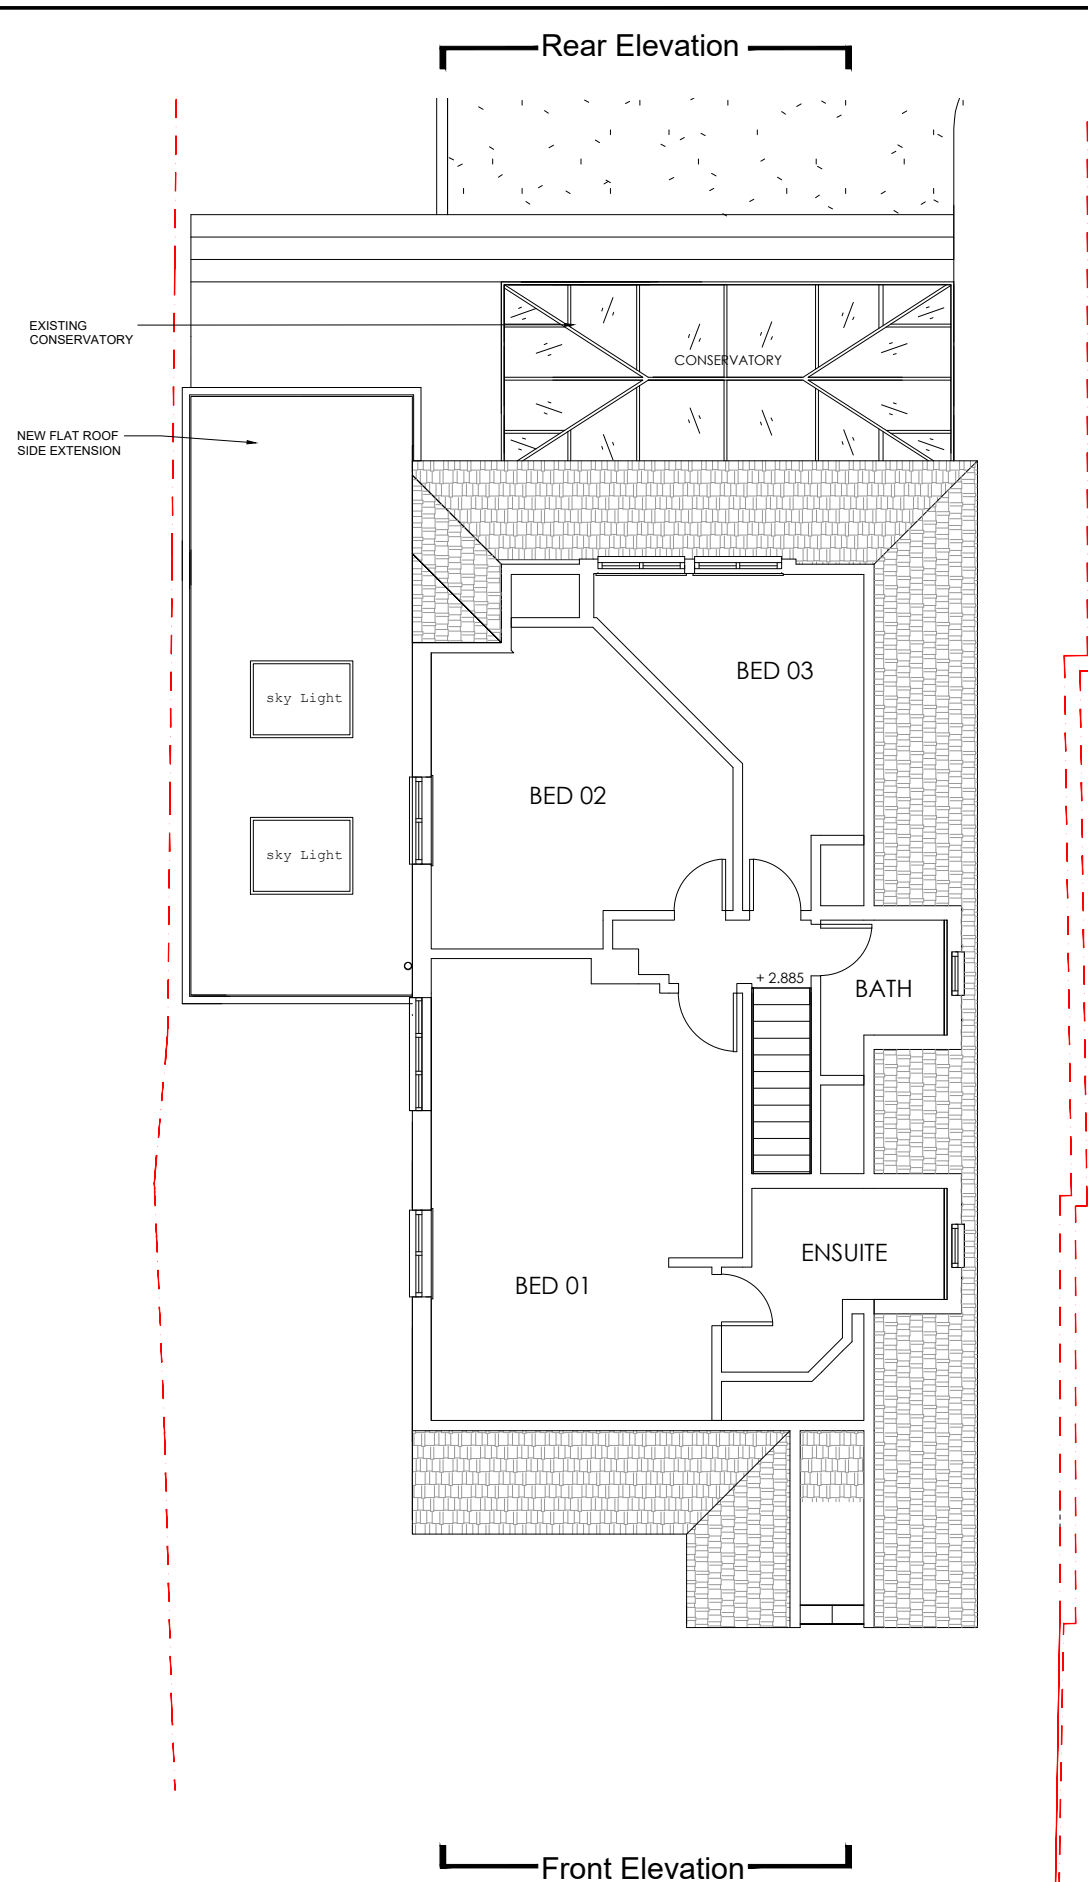 Rear Elevation
EXISTING
CONSERVATORY
CONSERVATORY
NEW FLAT ROOF
SIDE EXTENSION
BED 03
sky Light
BED 02
sky Light
+ 2.885
BATH
ENSUITE
BED 01
Front Elevation